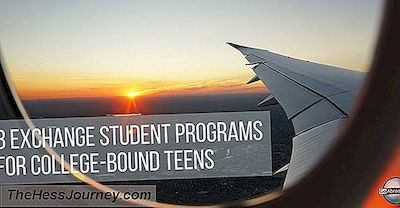 EXCHANGE STUDENT PROGRAMS
FOR COLLEGE-BOUND TEENS
TheHessJourney.com